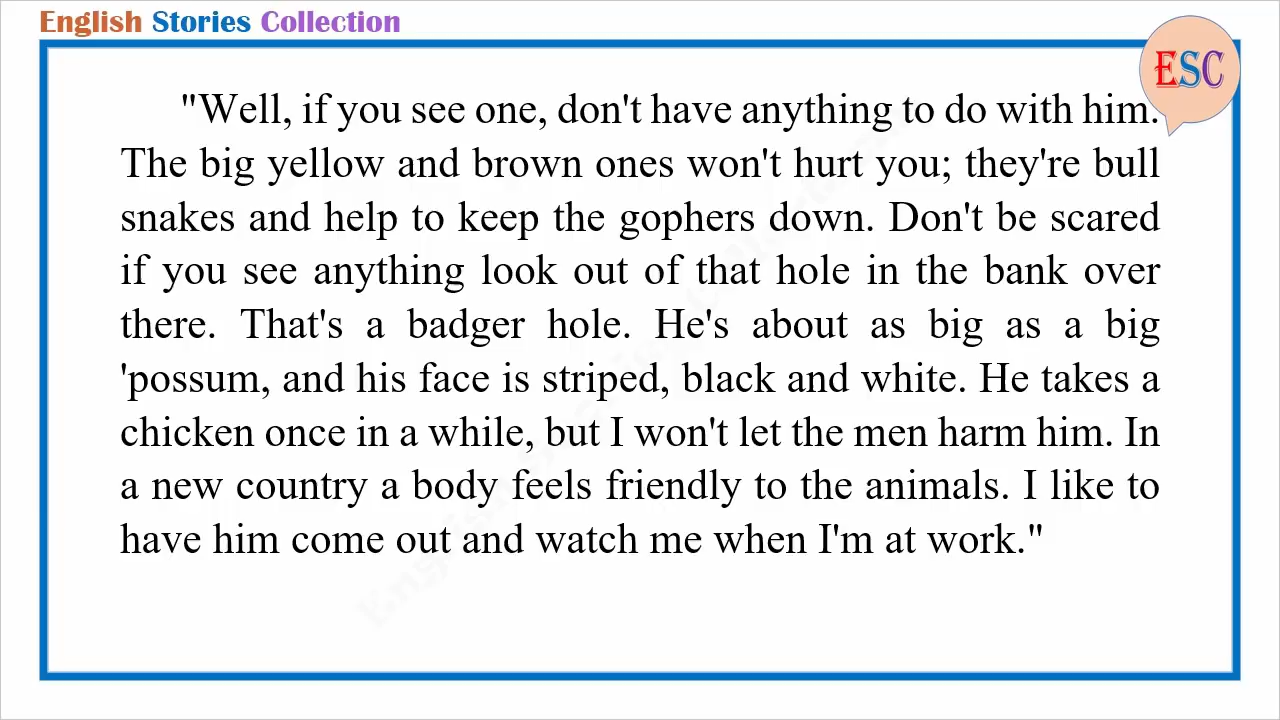 English Stories Collection
ESC
"Well, if you see one, don't have anything to do with him.
The big yellow and brown ones won't hurt you; they're bull
snakes and help to keep the gophers down. Don't be scared
if you see anything look out of that hole in the bank over
there. That's a badger hole. He's about as big as a big
'possum, and his face is striped, black and white. He takes a
chicken once in a while, but I won't let the men harm him. In
a new country a body feels friendly to the animals. I like to
have him come out and watch me when I'm at work."